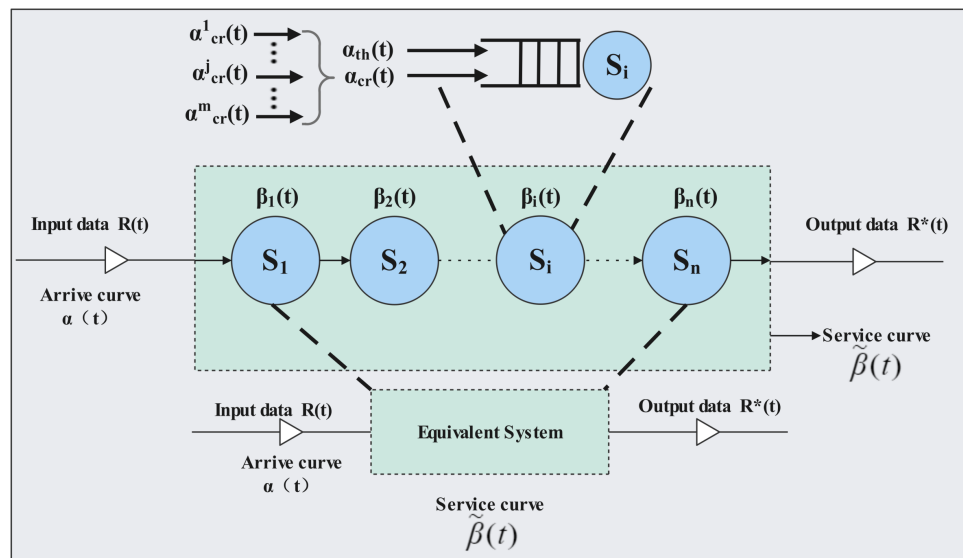 α¹cr(t)
αʲcr(t)
αᵐcr(t)
αth(t)
αcr(t)
Si
β1(t) β2(t) βi(t) βn(t)
Input data R(t)
Output data R*(t)
S1 S2 Si Sn
Arrive curve
α（t）
Service curve
β̃(t)
Input data R(t)
Output data R*(t)
Equivalent System
Arrive curve
α（t）
Service curve
β̃(t)